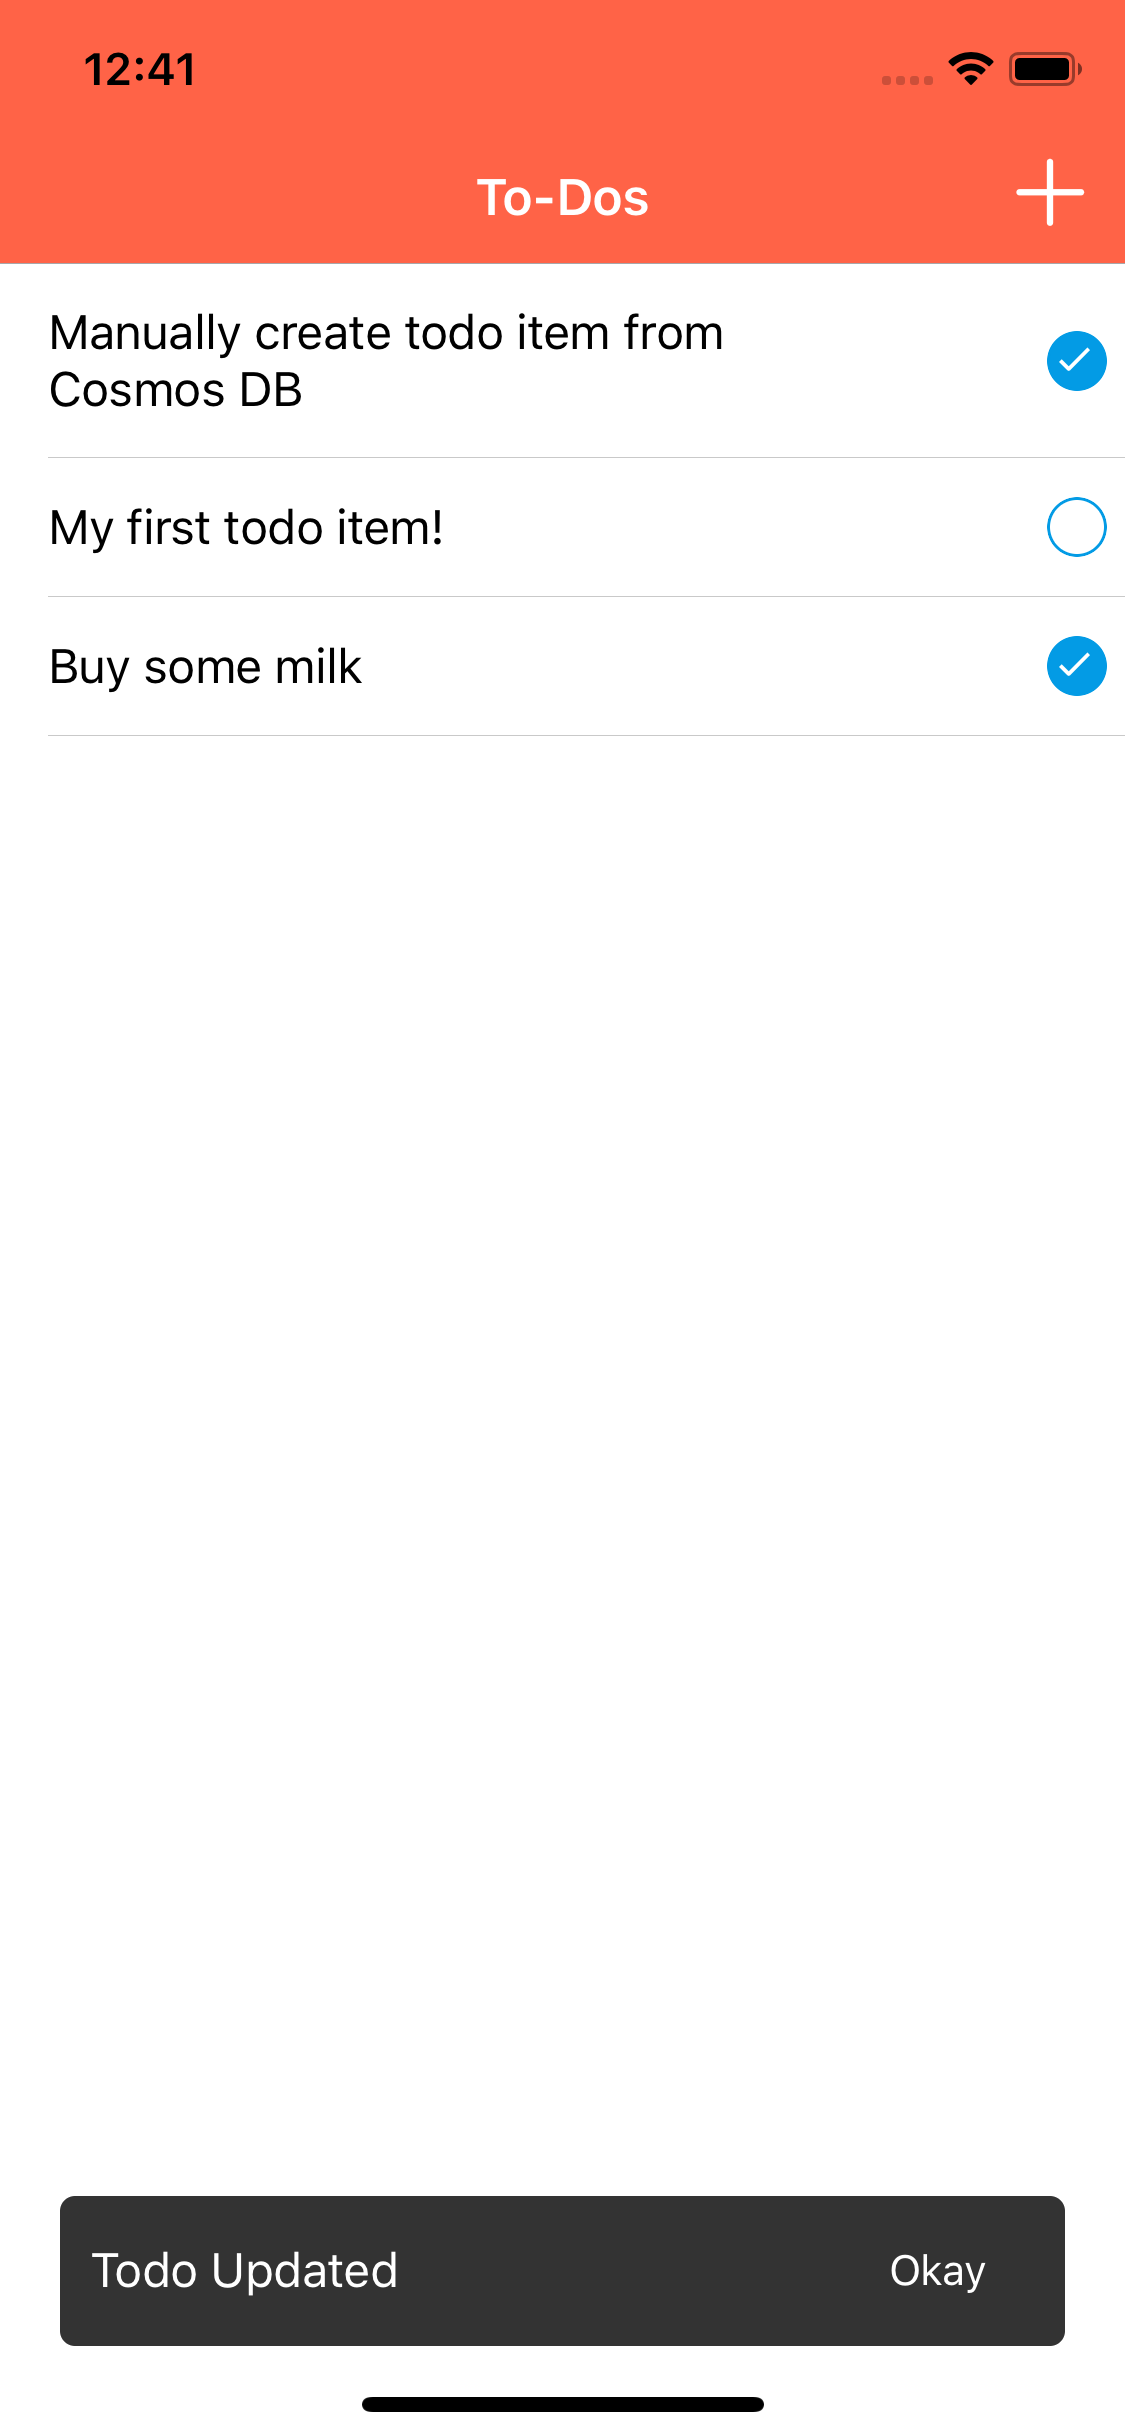 12:41
To-Dos
Manually create todo item from
Cosmos DB
My first todo item!
Buy some milk
Todo Updated
Okay